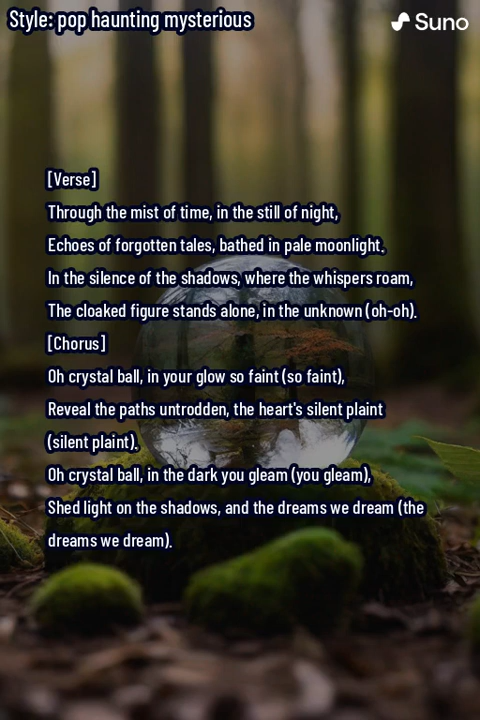 Style: pop haunting mysterious
Suno
[Verse]
Through the mist of time, in the still of night,
Echoes of forgotten tales, bathed in pale moonlight.
In the silence of the shadows, where the whispers roam,
The cloaked figure stands alone, in the unknown (oh-oh).
[Chorus]
Oh crystal ball, in your glow so faint (so faint),
Reveal the paths untrodden, the heart's silent plaint
(silent plaint).
Oh crystal ball, in the dark you gleam (you gleam),
Shed light on the shadows, and the dreams we dream (the
dreams we dream).